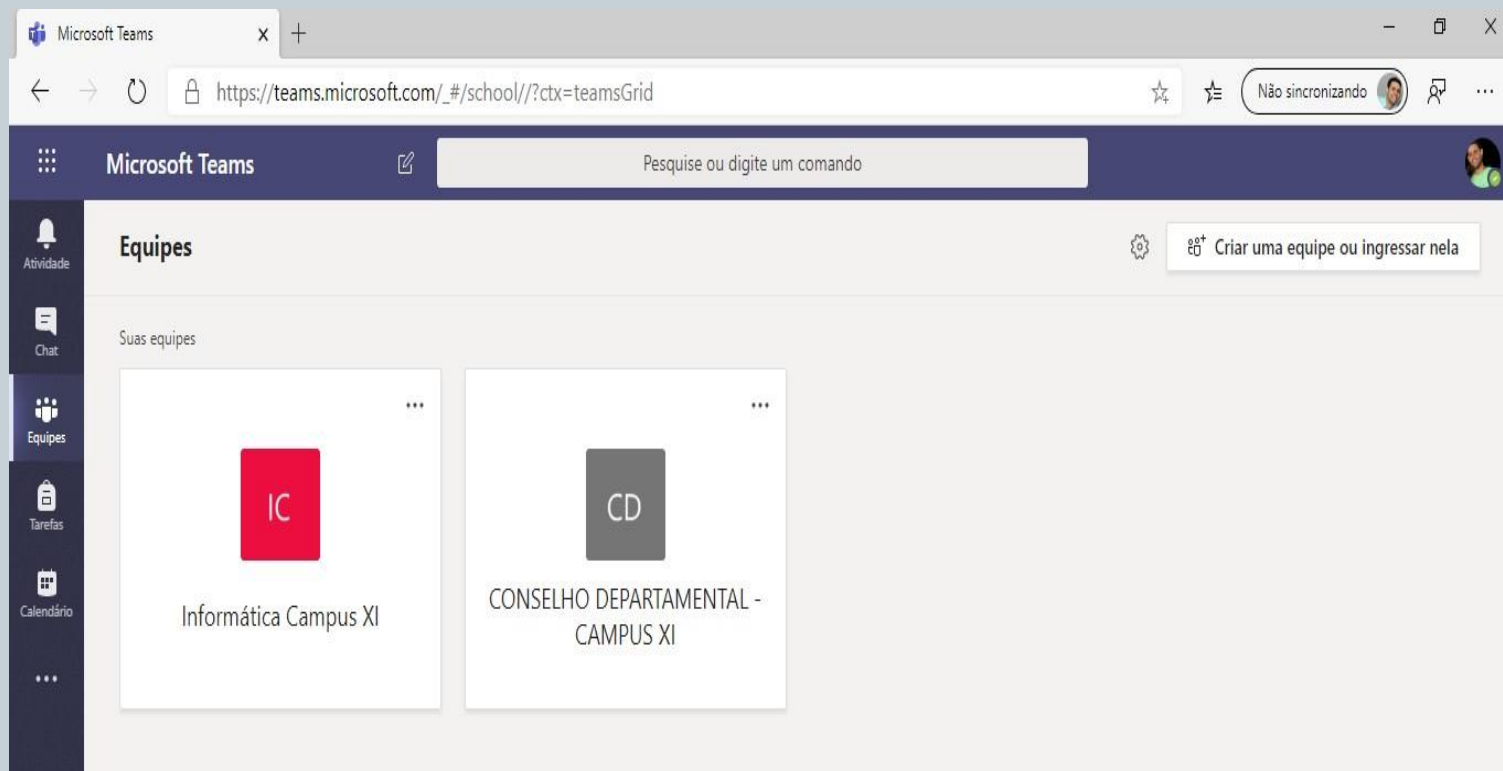 Microsoft Teams
https://teams.microsoft.com/_#/school//?ctx=teamsGrid
Não sincronizando
Microsoft Teams
Pesquise ou digite um comando
Atividade
Equipes
Criar uma equipe ou ingressar nela
Chat
Suas equipes
Equipes
Tarefas
Calendário
IC
Informática Campus XI
CD
CONSELHO DEPARTAMENTAL -
CAMPUS XI